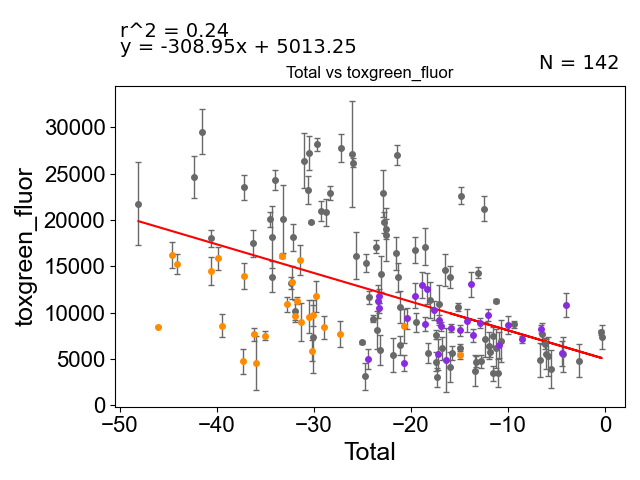 r^2 = 0.24
y = -308.95x + 5013.25
N = 142
Total vs toxgreen_fluor
30000
25000
20000
15000
10000
5000
0
toxgreen_fluor
−50
−40
−30
−20
−10
0
Total